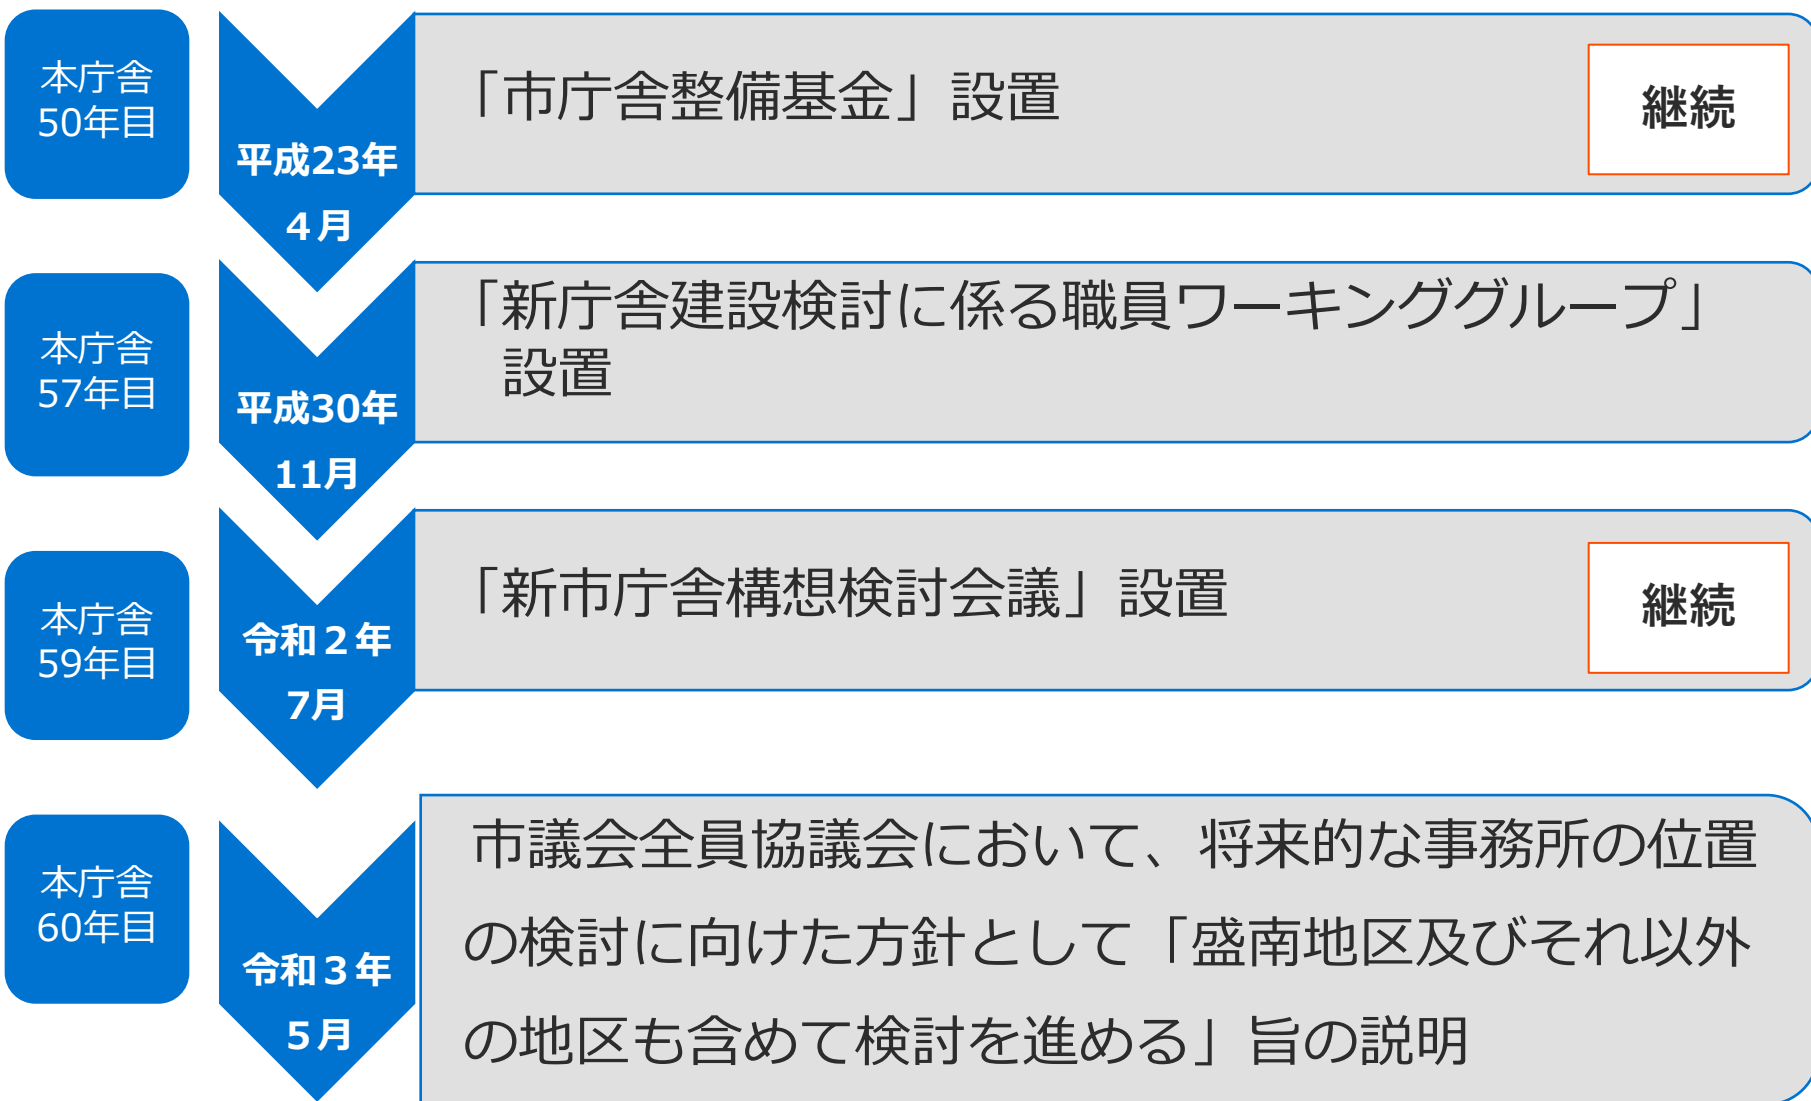 本庁舎
50年目
平成23年
４月
「市庁舎整備基金」設置
継続
本庁舎
57年目
平成30年
11月
「新庁舎建設検討に係る職員ワーキンググループ」
設置
本庁舎
59年目
令和２年
7月
「新市庁舎構想検討会議」設置
継続
本庁舎
60年目
令和３年
５月
市議会全員協議会において、将来的な事務所の位置
の検討に向けた方針として「盛南地区及びそれ以外
の地区も含めて検討を進める」旨の説明